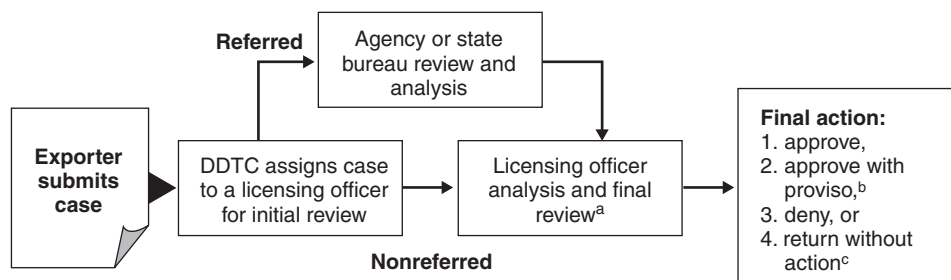 Referred
Agency or state
bureau review and
analysis
Exporter
submits
case
DDTC assigns case
to a licensing officer
for initial review
Licensing officer
analysis and final
reviewᵃ
Nonreferred
Final action:
1. approve,
2. approve with
proviso,ᵇ
3. deny, or
4. return without
actionᶜ